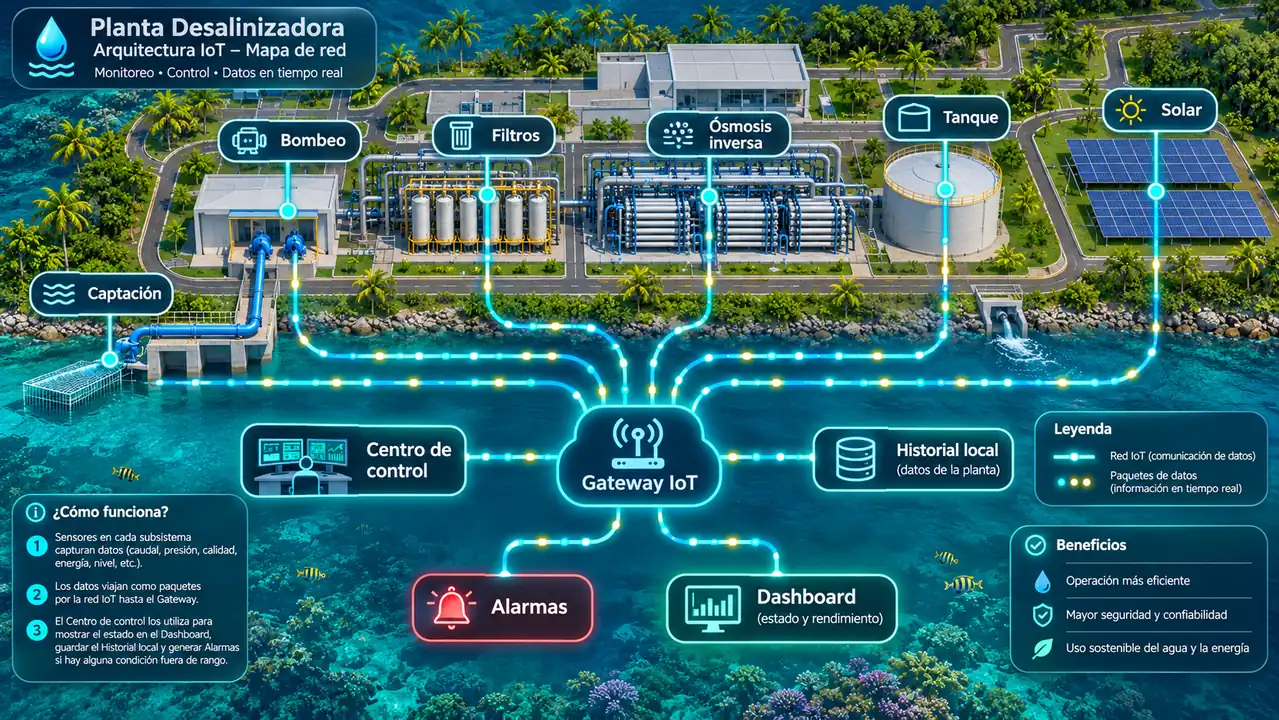 Planta Desalinizadora
Arquitectura IoT – Mapa de red
Monitoreo • Control • Datos en tiempo real
Bombeo
Filtros
Ósmosis
inversa
Tanque
Solar
Captación
Centro de
control
Gateway IoT
Historial local
(datos de la planta)
Leyenda
Red IoT (comunicación de datos)
Paquetes de datos
(información en tiempo real)
¿Cómo funciona?
1 Sensores en cada subsistema
capturan datos (caudal, presión, calidad,
energía, nivel, etc.).
2 Los datos viajan como paquetes
por la red IoT hasta el Gateway.
3 El Centro de control los utiliza para
mostrar el estado en el Dashboard,
guardar el Historial local y generar Alarmas
si hay alguna condición fuera de rango.
Alarmas
Dashboard
(estado y rendimiento)
Beneficios
Operación más eficiente
Mayor seguridad y confiabilidad
Uso sostenible del agua y la energía